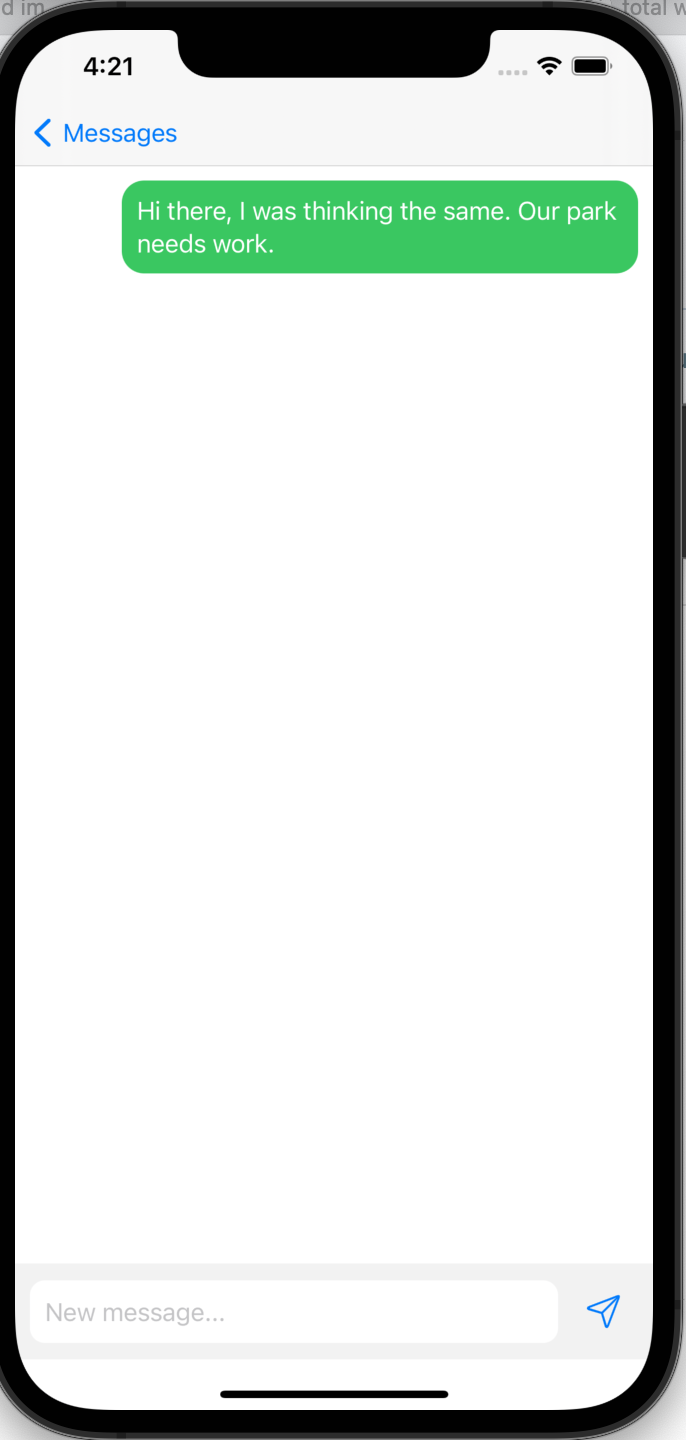 d im
total w
4:21
Messages
Hi there, I was thinking the same. Our park
needs work.
New message...